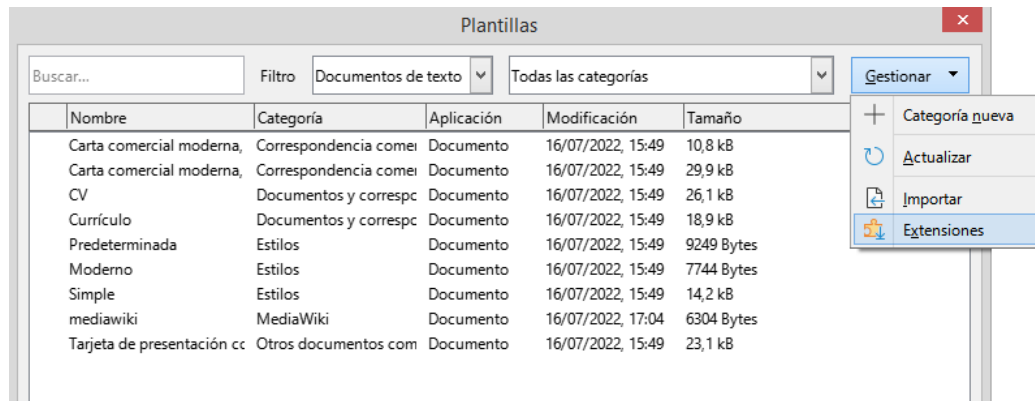 Plantillas
Buscar... Filtro Documentos de texto Todas las categorías Gestionar
Nombre Categoría Aplicación Modificación Tamaño
Categoría nueva
Carta comercial moderna, Correspondencia comer Documento 16/07/2022, 15:49 10,8 kB
Carta comercial moderna, Correspondencia comer Documento 16/07/2022, 15:49 29,9 kB
Actualizar
CV Documentos y correspc Documento 16/07/2022, 15:49 26,1 kB
Importar
Currículo Documentos y correspc Documento 16/07/2022, 15:49 18,9 kB
Extensiones
Predeterminada Estilos Documento 16/07/2022, 15:49 9249 Bytes
Moderno Estilos Documento 16/07/2022, 15:49 7744 Bytes
Simple Estilos Documento 16/07/2022, 15:49 14,2 kB
mediawiki MediaWiki Documento 16/07/2022, 17:04 6304 Bytes
Tarjeta de presentación cc Otros documentos com Documento 16/07/2022, 15:49 23,1 kB